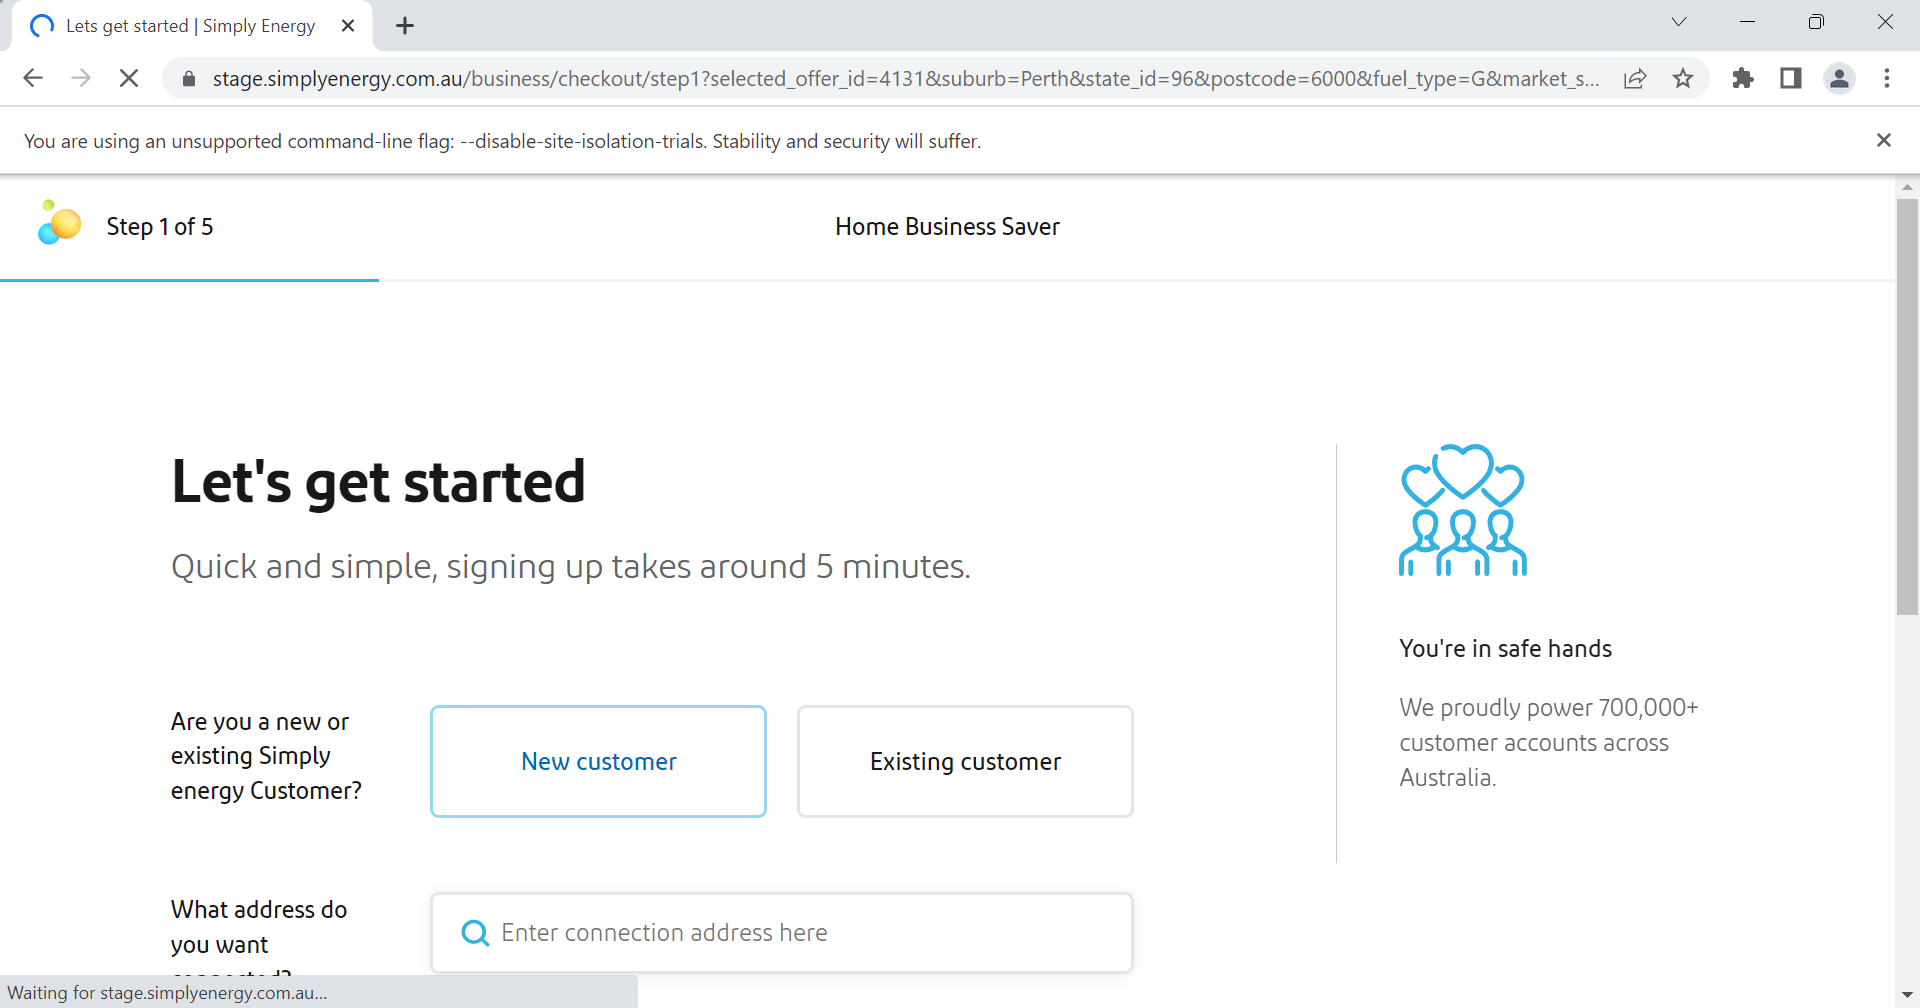 Lets get started | Simply Energy
stage.simplyenergy.com.au/business/checkout/step1?selected_offer_id=4131&suburb=Perth&state_id=96&postcode=6000&fuel_type=G&market_s...
You are using an unsupported command-line flag: --disable-site-isolation-trials. Stability and security will suffer.
Step 1 of 5
Home Business Saver
Let's get started
Quick and simple, signing up takes around 5 minutes.
Are you a new or
existing Simply
energy Customer?
New customer
Existing customer
You're in safe hands
We proudly power 700,000+
customer accounts across
Australia.
What address do
you want
connected?
Enter connection address here
Waiting for stage.simplyenergy.com.au...